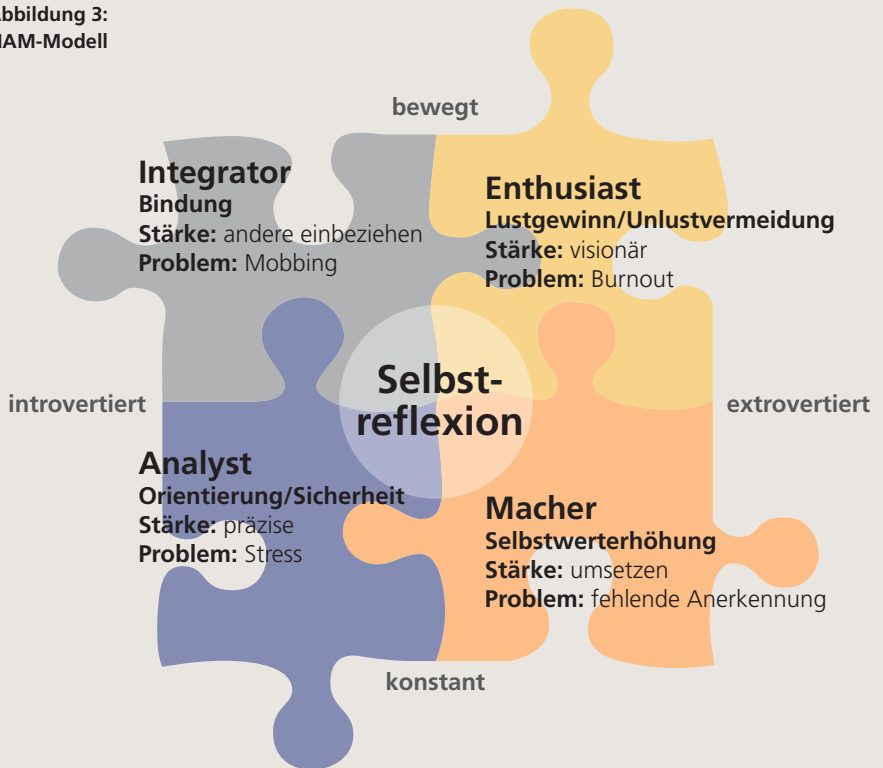 Abbildung 3:
IAM-Modell
bewegt
Integrator
Bindung
Stärke: andere einbeziehen
Problem: Mobbing
Enthusiast
Lustgewinn/Unlustvermeidung
Stärke: visionär
Problem: Burnout
introvertiert
Selbst-
reflexion
extrovertiert
Analyst
Orientierung/Sicherheit
Stärke: präzise
Problem: Stress
Macher
Selbstwerterhöhung
Stärke: umsetzen
Problem: fehlende Anerkennung
konstant